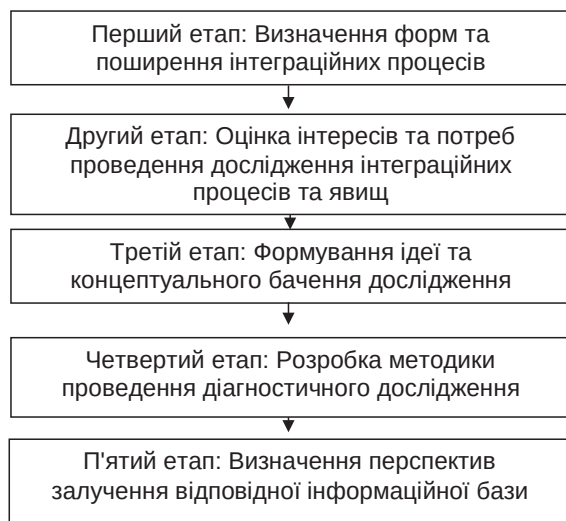 Перший етап: Визначення форм та
поширення інтеграційних процесів
Другий етап: Оцінка інтересів та потреб
проведення дослідження інтеграційних
процесів та явищ
Третій етап: Формування ідеї та
концептуального бачення дослідження
Четвертий етап: Розробка методики
проведення діагностичного дослідження
П'ятий етап: Визначення перспектив
залучення відповідної інформаційної бази